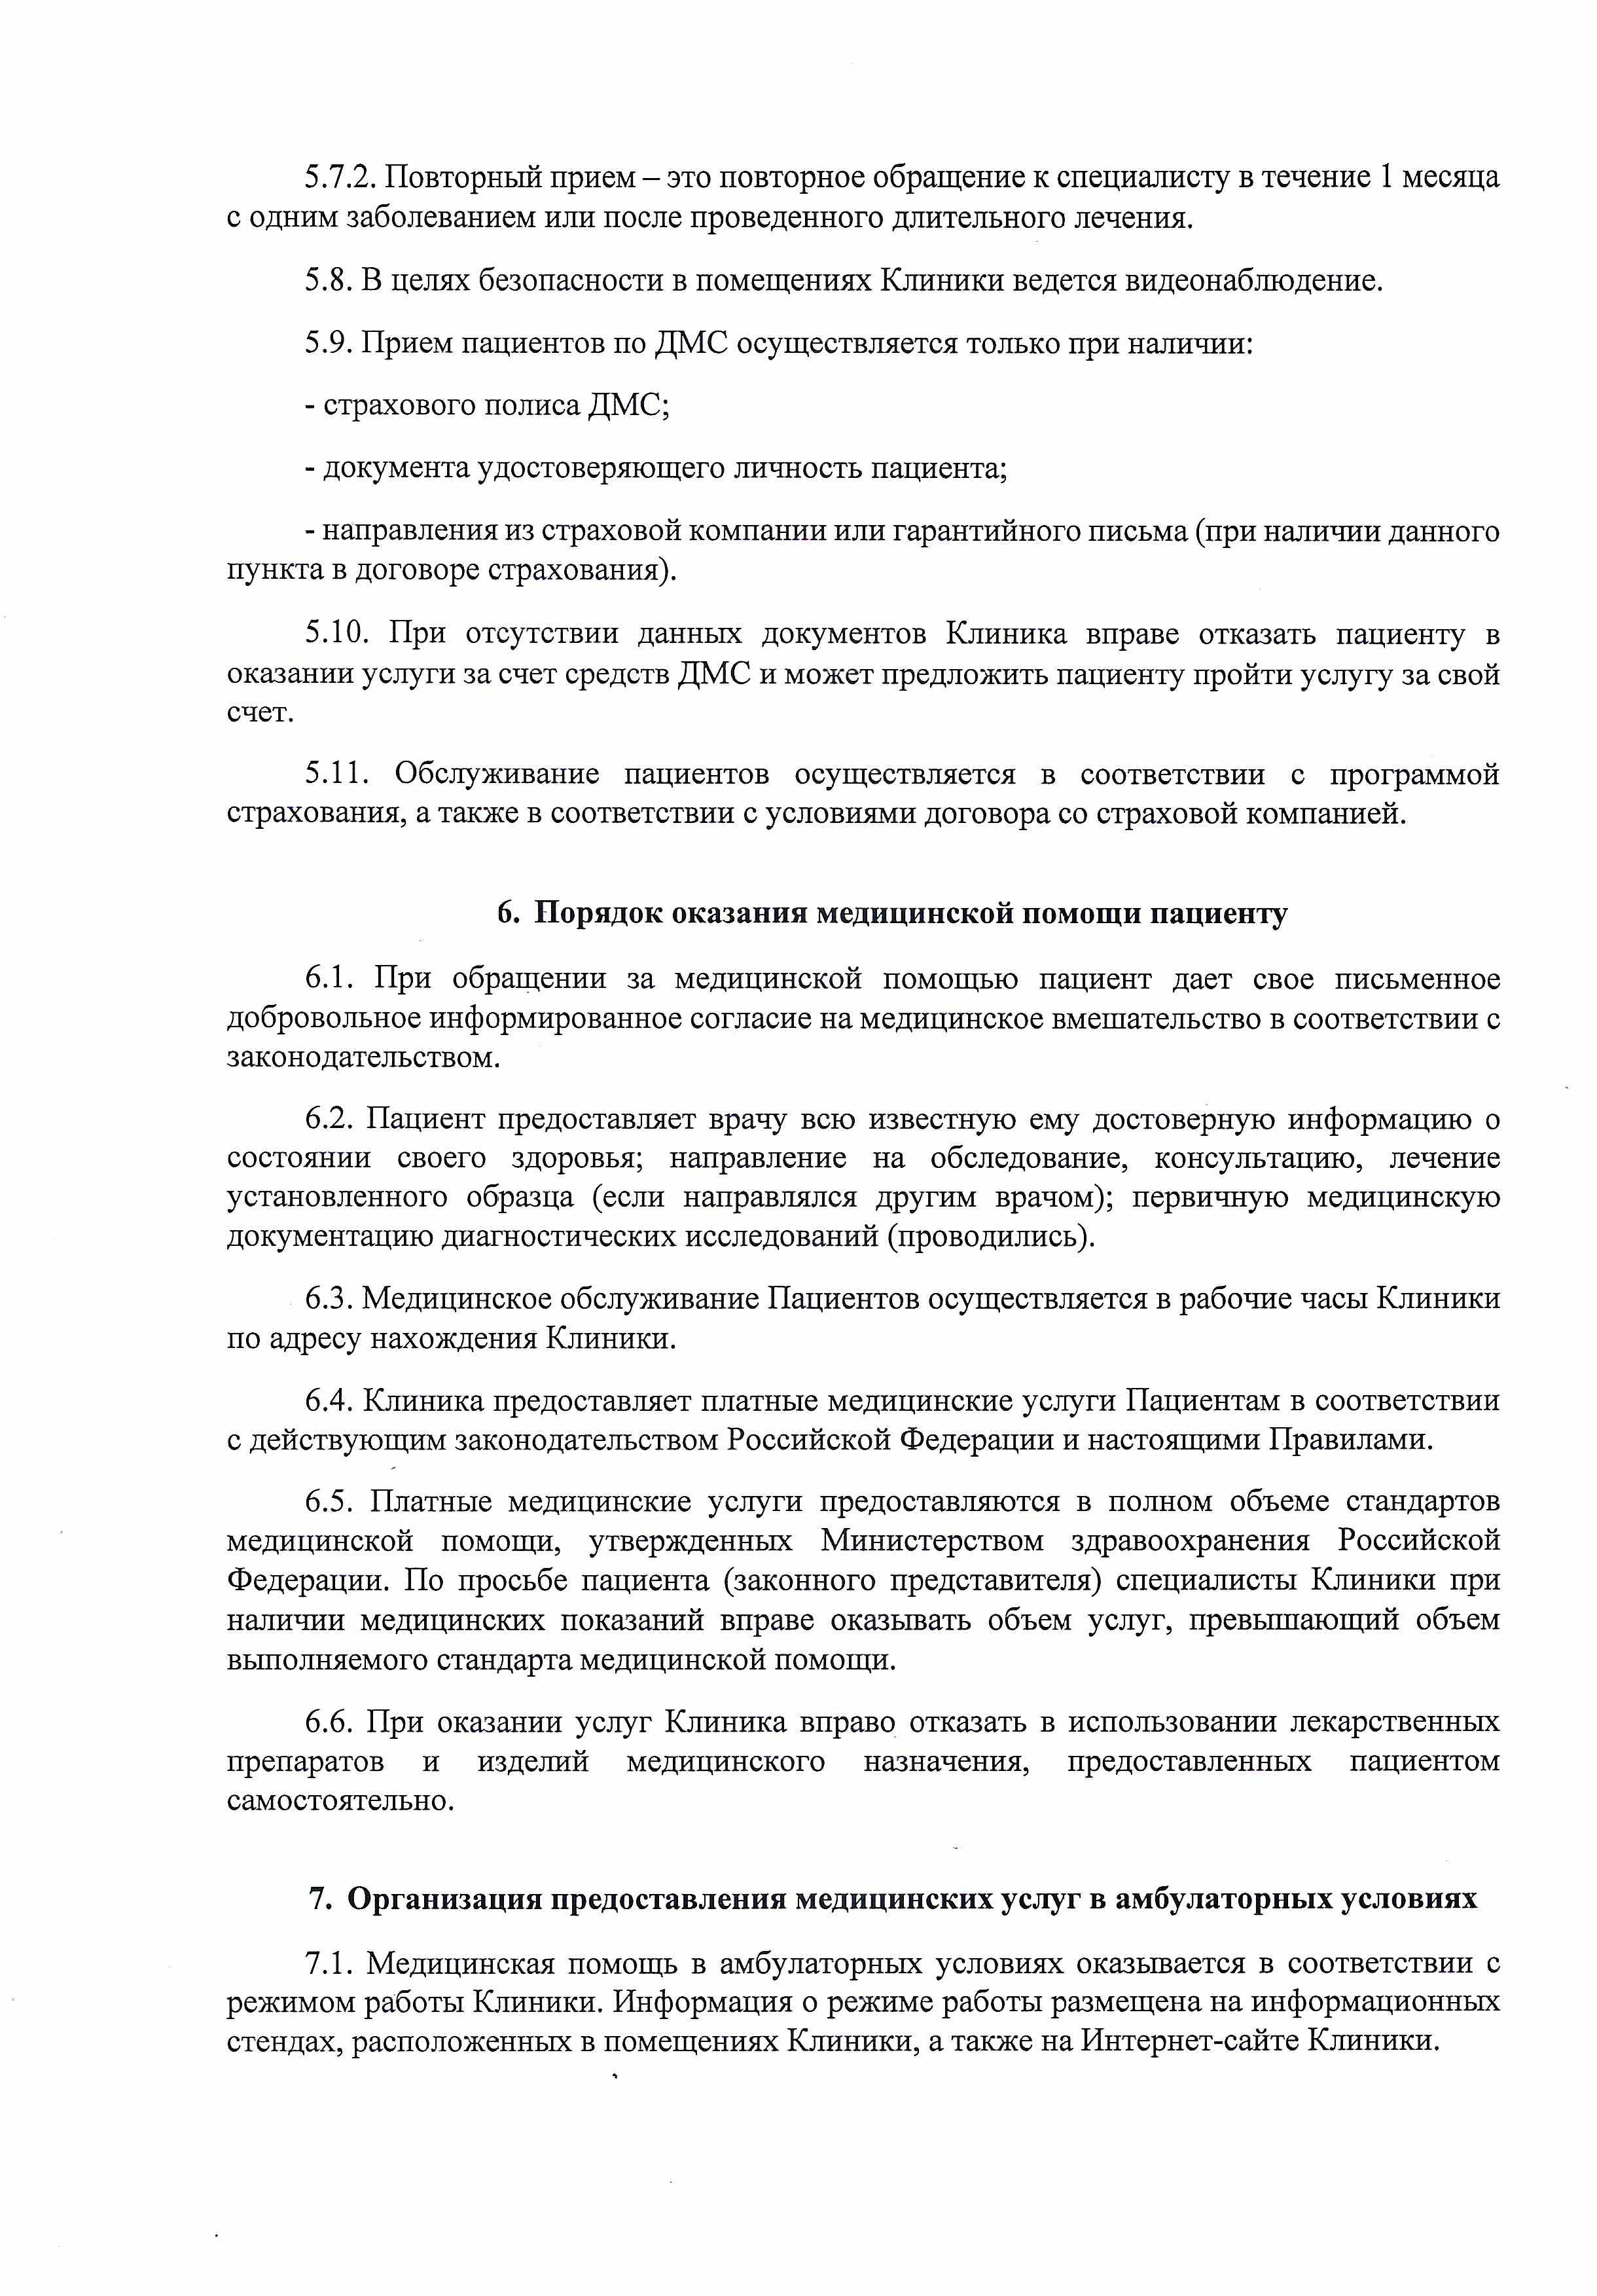 5.7.2. Повторный прием – это повторное обращение к специалисту в течение 1 месяца
с одним заболеванием или после проведенного длительного лечения.
5.8. В целях безопасности в помещениях Клиники ведется видеонаблюдение.
5.9. Прием пациентов по ДМС осуществляется только при наличии:
- страхового полиса ДМС;
- документа удостоверяющего личность пациента;
- направления из страховой компании или гарантийного письма (при наличии данного
пункта в договоре страхования).
5.10. При отсутствии данных документов Клиника вправе отказать пациенту в
оказании услуги за счет средств ДМС и может предложить пациенту пройти услугу за свой
счет.
5.11. Обслуживание пациентов осуществляется в соответствии с программой
страхования, а также в соответствии с условиями договора со страховой компанией.
6. Порядок оказания медицинской помощи пациенту
6.1. При обращении за медицинской помощью пациент дает свое письменное
добровольное информированное согласие на медицинское вмешательство в соответствии с
законодательством.
6.2. Пациент предоставляет врачу всю известную ему достоверную информацию о
состоянии своего здоровья; направление на обследование, консультацию, лечение
установленного образца (если направлялся другим врачом); первичную медицинскую
документацию диагностических исследований (проводились).
6.3. Медицинское обслуживание Пациентов осуществляется в рабочие часы Клиники
по адресу нахождения Клиники.
6.4. Клиника предоставляет платные медицинские услуги Пациентам в соответствии
с действующим законодательством Российской Федерации и настоящими Правилами.
6.5. Платные медицинские услуги предоставляются в полном объеме стандартов
медицинской помощи, утвержденных Министерством здравоохранения Российской
Федерации. По просьбе пациента (законного представителя) специалисты Клиники при
наличии медицинских показаний вправе оказывать объем услуг, превышающий объем
выполняемого стандарта медицинской помощи.
6.6. При оказании услуг Клиника вправо отказать в использовании лекарственных
препаратов и изделий медицинского назначения, предоставленных пациентом
самостоятельно.
7. Организация предоставления медицинских услуг в амбулаторных условиях
7.1. Медицинская помощь в амбулаторных условиях оказывается в соответствии с
режимом работы Клиники. Информация о режиме работы размещена на информационных
стендах, расположенных в помещениях Клиники, а также на Интернет-сайте Клиники.